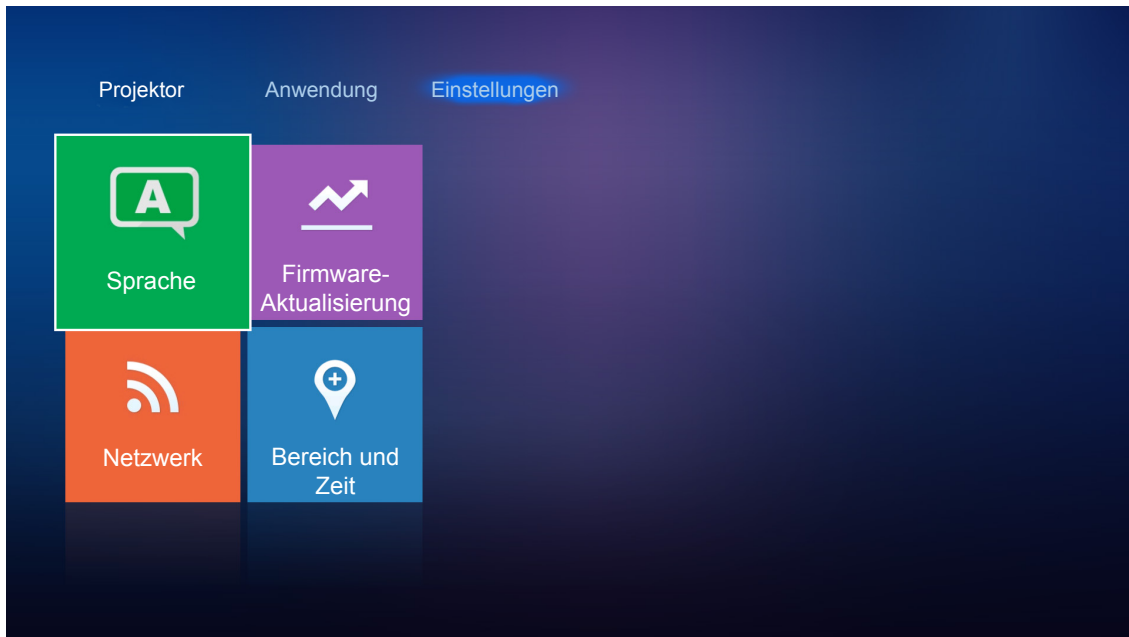 Projektor Anwendung Einstellungen
A
Sprache
Firmware-
Aktualisierung
Netzwerk
Bereich und
Zeit